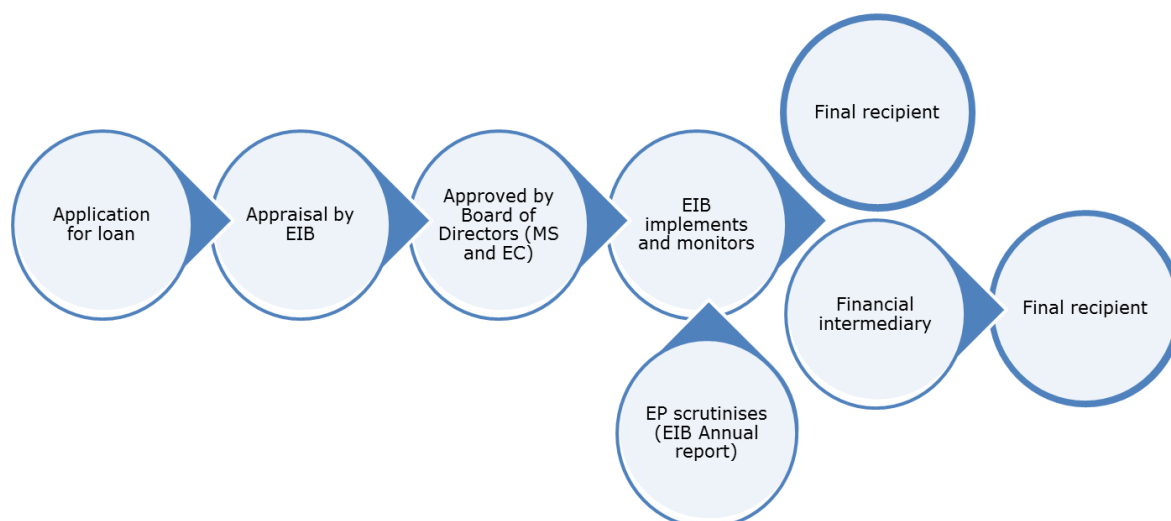 Application
for loan
Appraisal by
EIB
Approved by
Board of
Directors (MS
and EC)
EIB
implements
and monitors
Final recipient
Financial
intermediary
Final recipient
EP scrutinises
(EIB Annual
report)